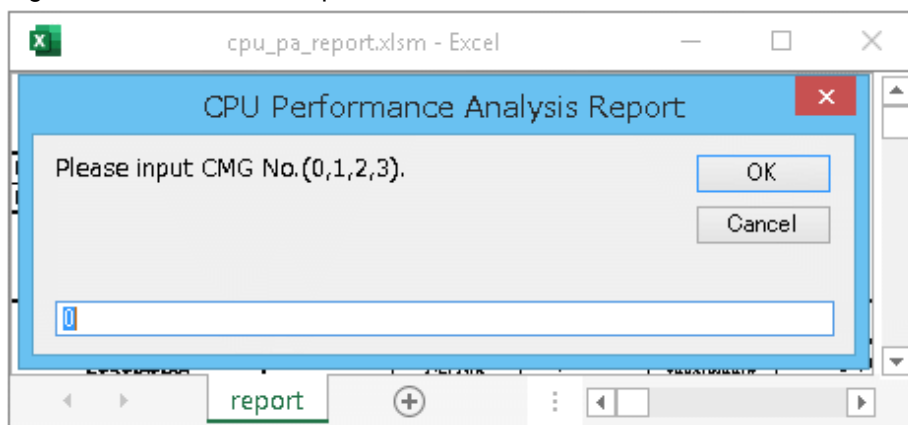 cpu_pa_report.xlsm - Excel
CPU Performance Analysis Report
Please input CMG No.(0,1,2,3).
OK
Cancel
0
report